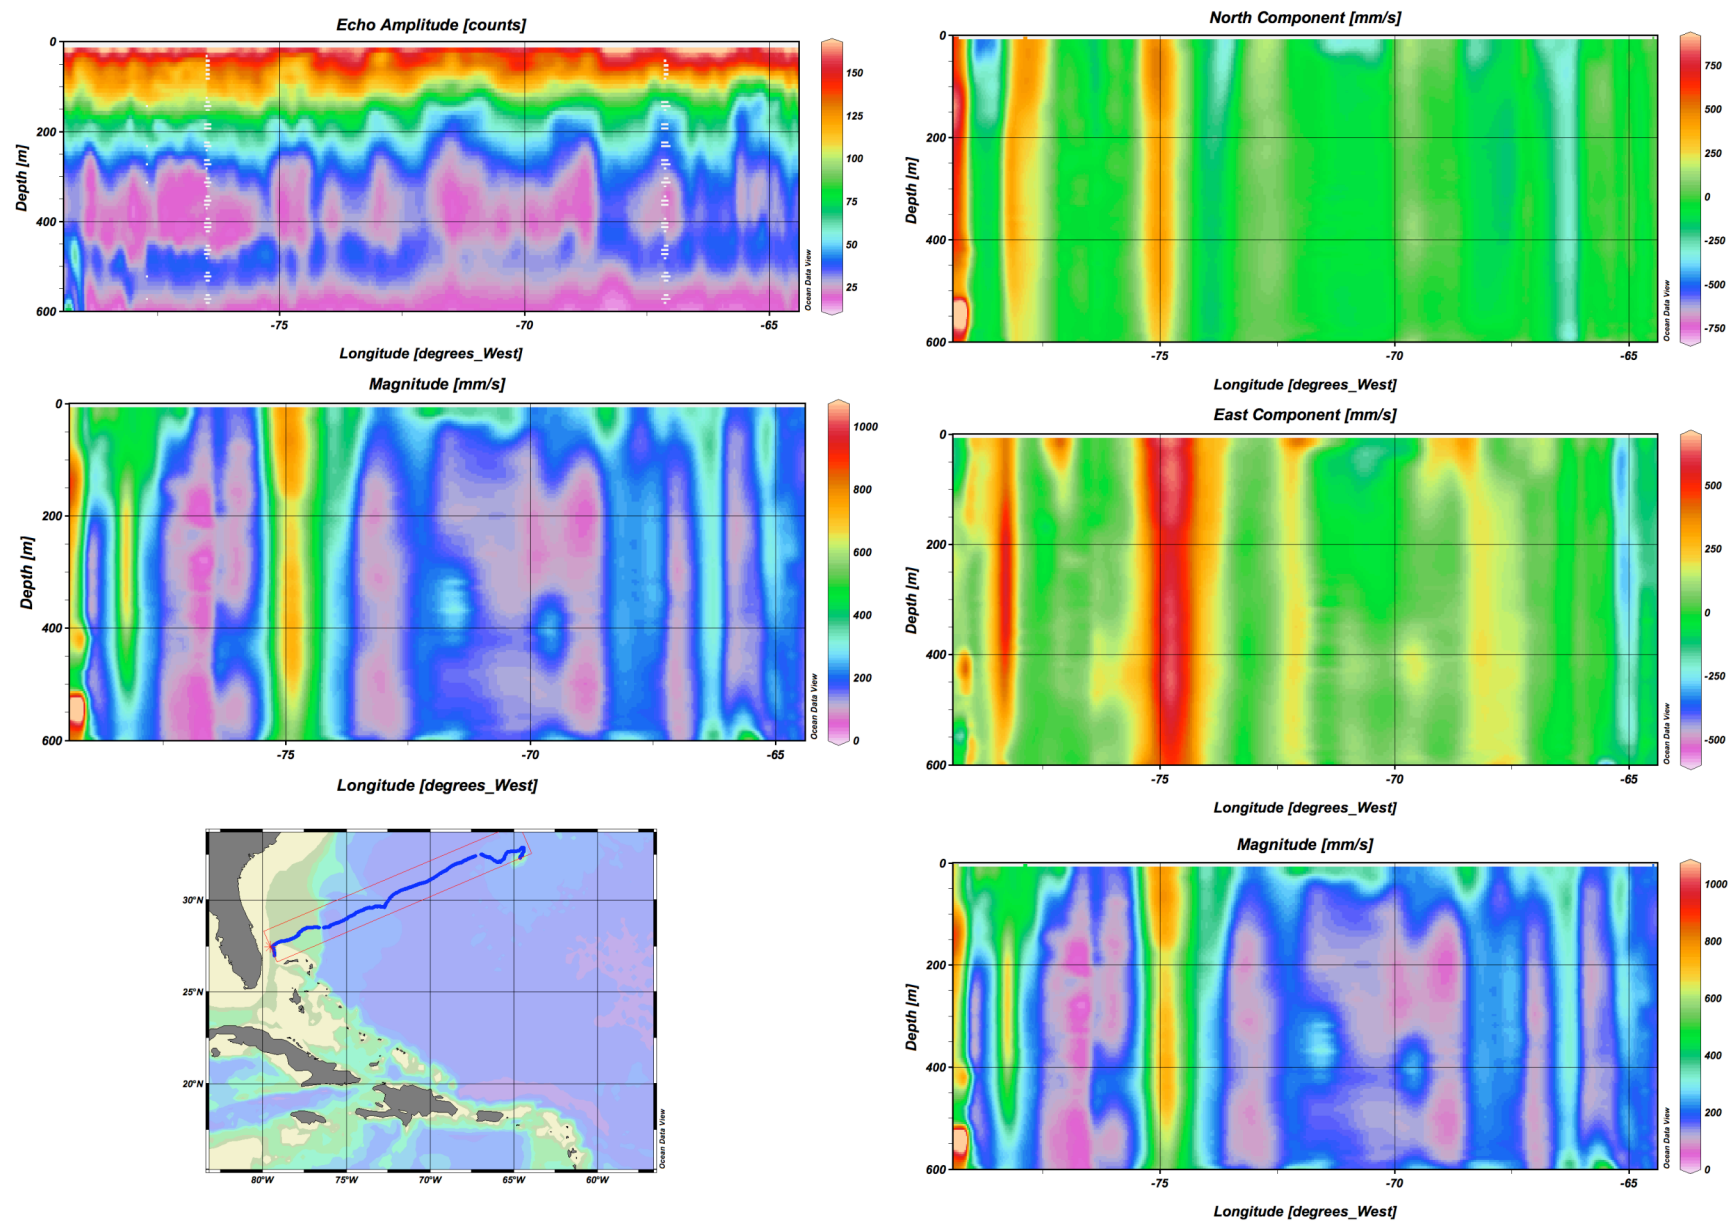 Echo Amplitude [counts]
0
200
400
600
Depth [m]
-75
-70
-65
Longitude [degrees_West]
150
125
100
75
50
25
Ocean Data View
North Component [mm/s]
0
200
400
600
Depth [m]
-75
-70
-65
Longitude [degrees_West]
750
500
250
0
-250
-500
-750
Ocean Data View
Magnitude [mm/s]
0
200
400
600
Depth [m]
-75
-70
-65
Longitude [degrees_West]
1000
800
600
400
200
0
Ocean Data View
East Component [mm/s]
0
200
400
600
Depth [m]
-75
-70
-65
Longitude [degrees_West]
500
250
0
-250
-500
Ocean Data View
30°N
25°N
20°N
80°W
75°W
70°W
65°W
60°W
Ocean Data View
Magnitude [mm/s]
0
200
400
600
Depth [m]
-75
-70
-65
Longitude [degrees_West]
1000
800
600
400
200
0
Ocean Data View